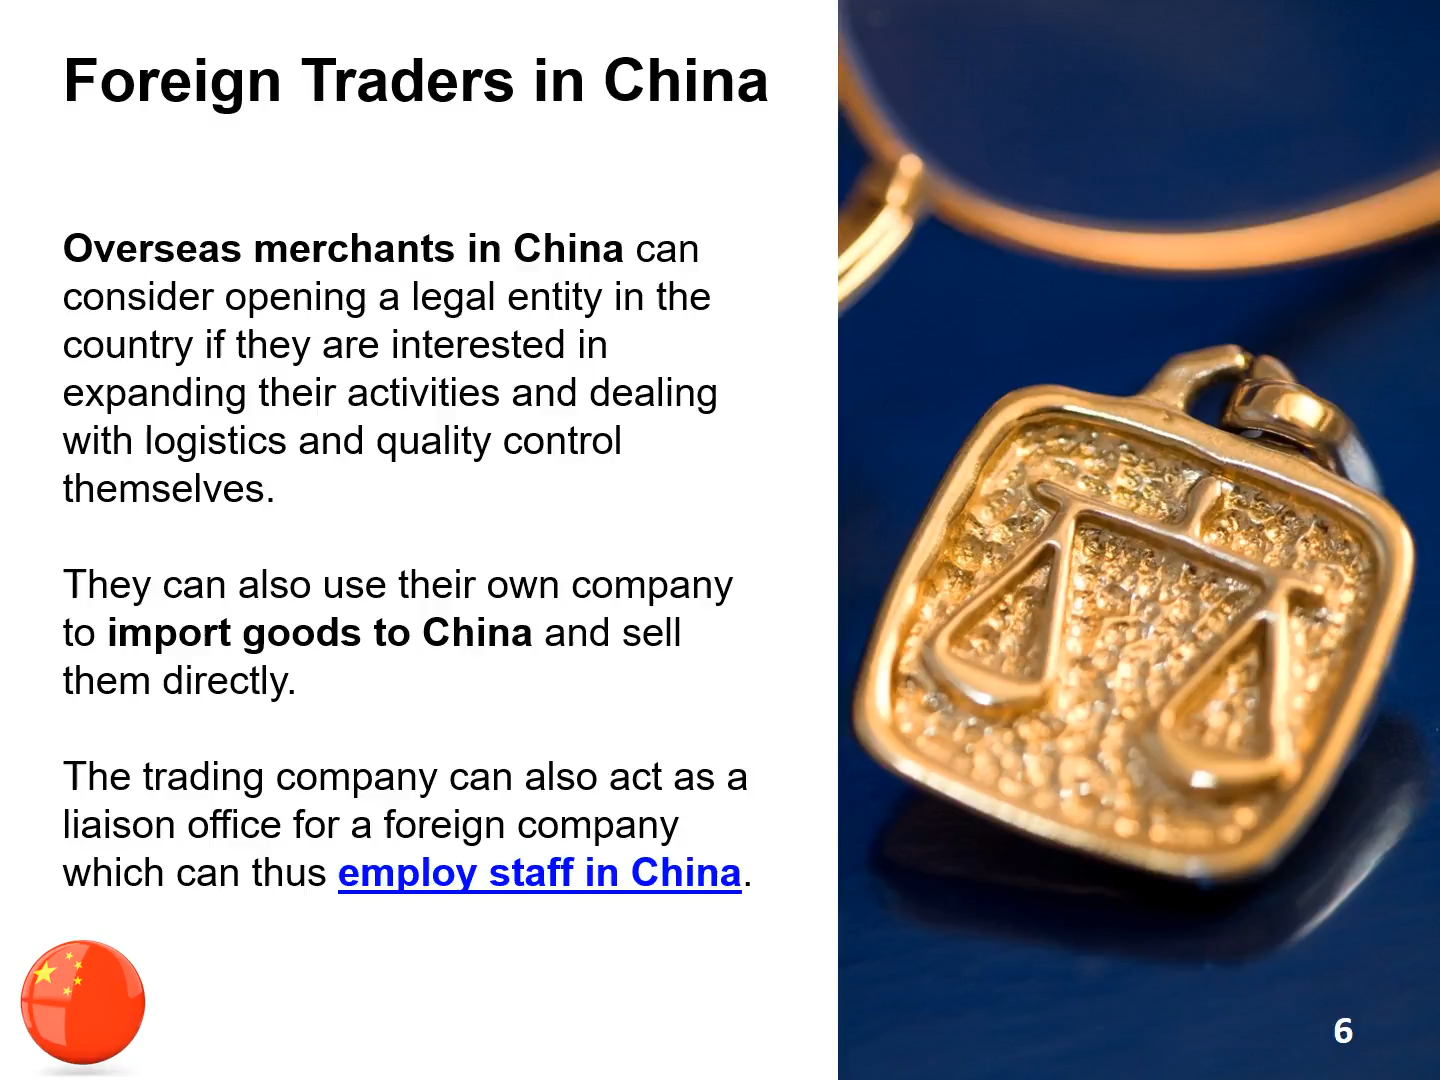 Foreign Traders in China
Overseas merchants in China can
consider opening a legal entity in the
country if they are interested in
expanding their activities and dealing
with logistics and quality control
themselves.
They can also use their own company
to import goods to China and sell
them directly.
The trading company can also act as a
liaison office for a foreign company
which can thus employ staff in China.
6